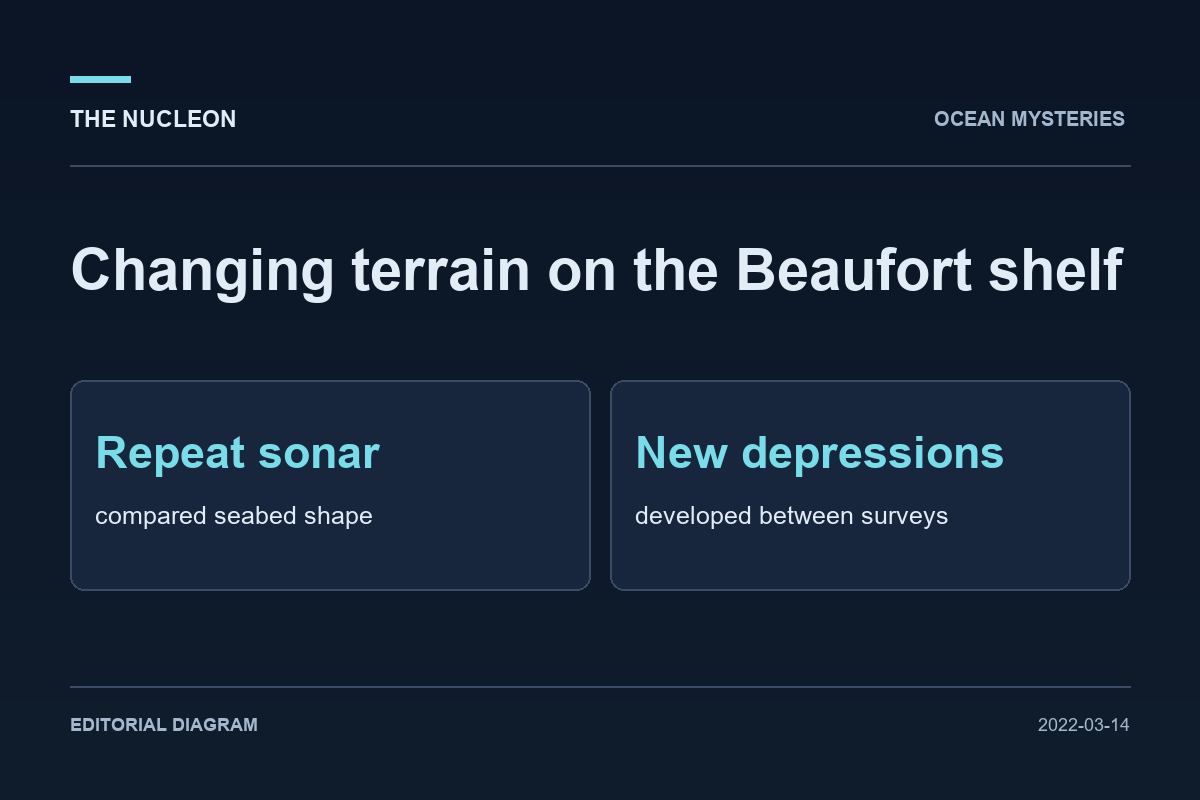 THE NUCLEON
OCEAN MYSTERIES
Changing terrain on the Beaufort shelf
Repeat sonar
compared seabed shape
New depressions
developed between surveys
EDITORIAL DIAGRAM
2022-03-14